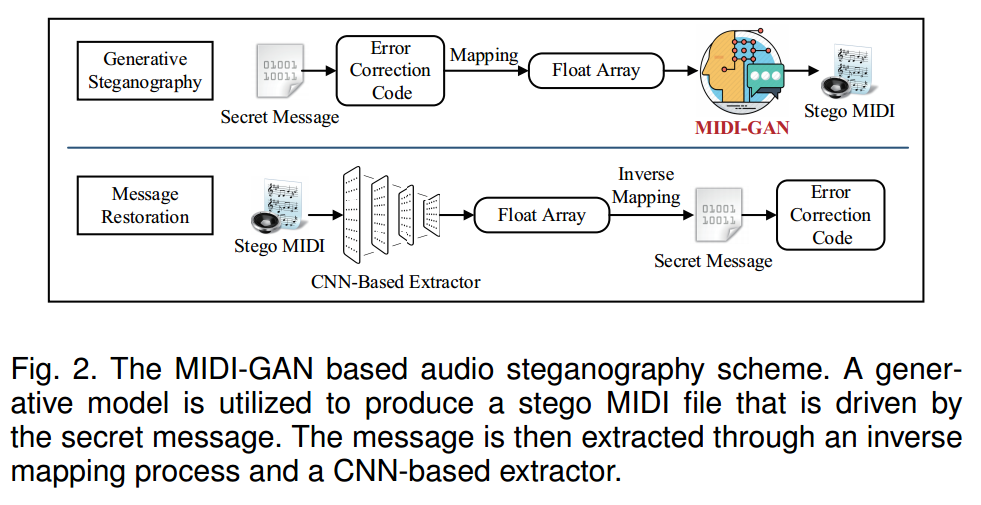 Generative
Steganography
01001
10011
Secret Message
Error
Correction
Code
Mapping
Float Array
MIDI-GAN
Stego MIDI
Message
Restoration
Stego MIDI
CNN-Based Extractor
Float Array
Inverse
Mapping
01001
10011
Secret Message
Error
Correction
Code
Fig. 2. The MIDI-GAN based audio steganography scheme. A gener-
ative model is utilized to produce a stego MIDI file that is driven by
the secret message. The message is then extracted through an inverse
mapping process and a CNN-based extractor.